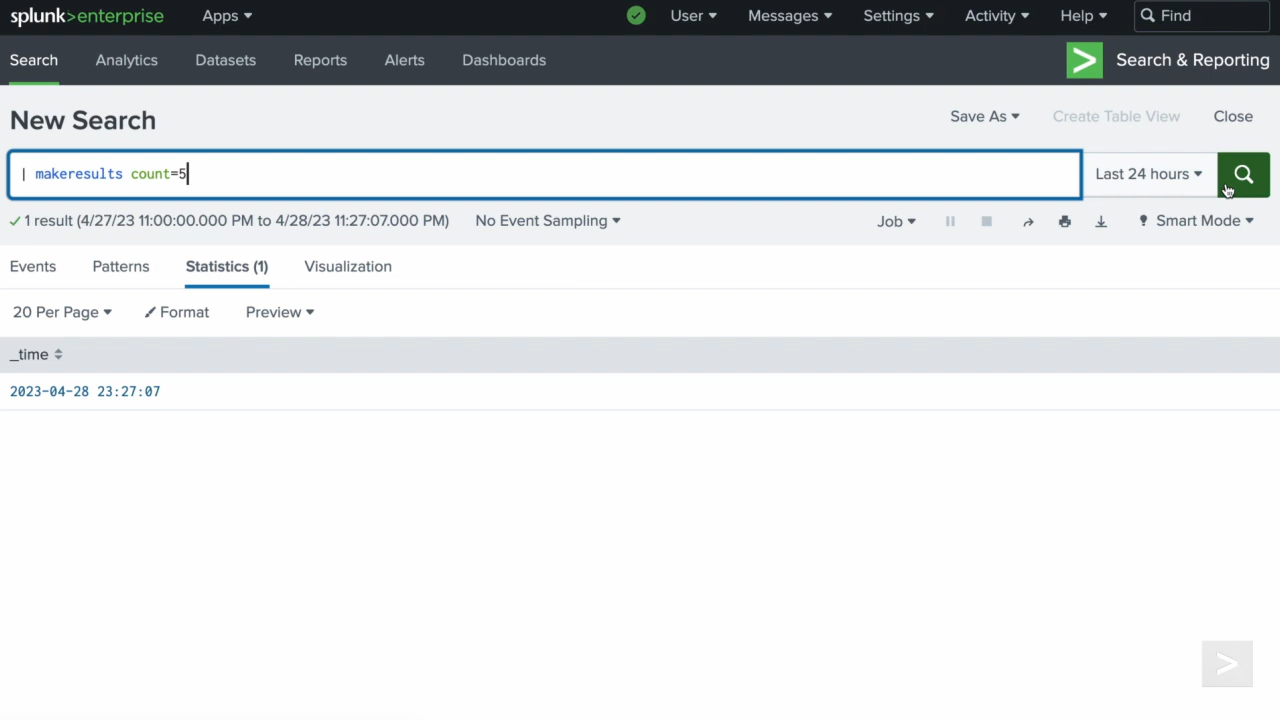 splunk>enterprise Apps User Messages Settings Activity Help Find
Search Analytics Datasets Reports Alerts Dashboards Search & Reporting
New Search Save As Create Table View Close
| makeresults count=5 Last 24 hours
1 result (4/27/23 11:00:00.000 PM to 4/28/23 11:27:07.000 PM) No Event Sampling Job Smart Mode
Events Patterns Statistics (1) Visualization
20 Per Page Format Preview
_time
2023-04-28 23:27:07